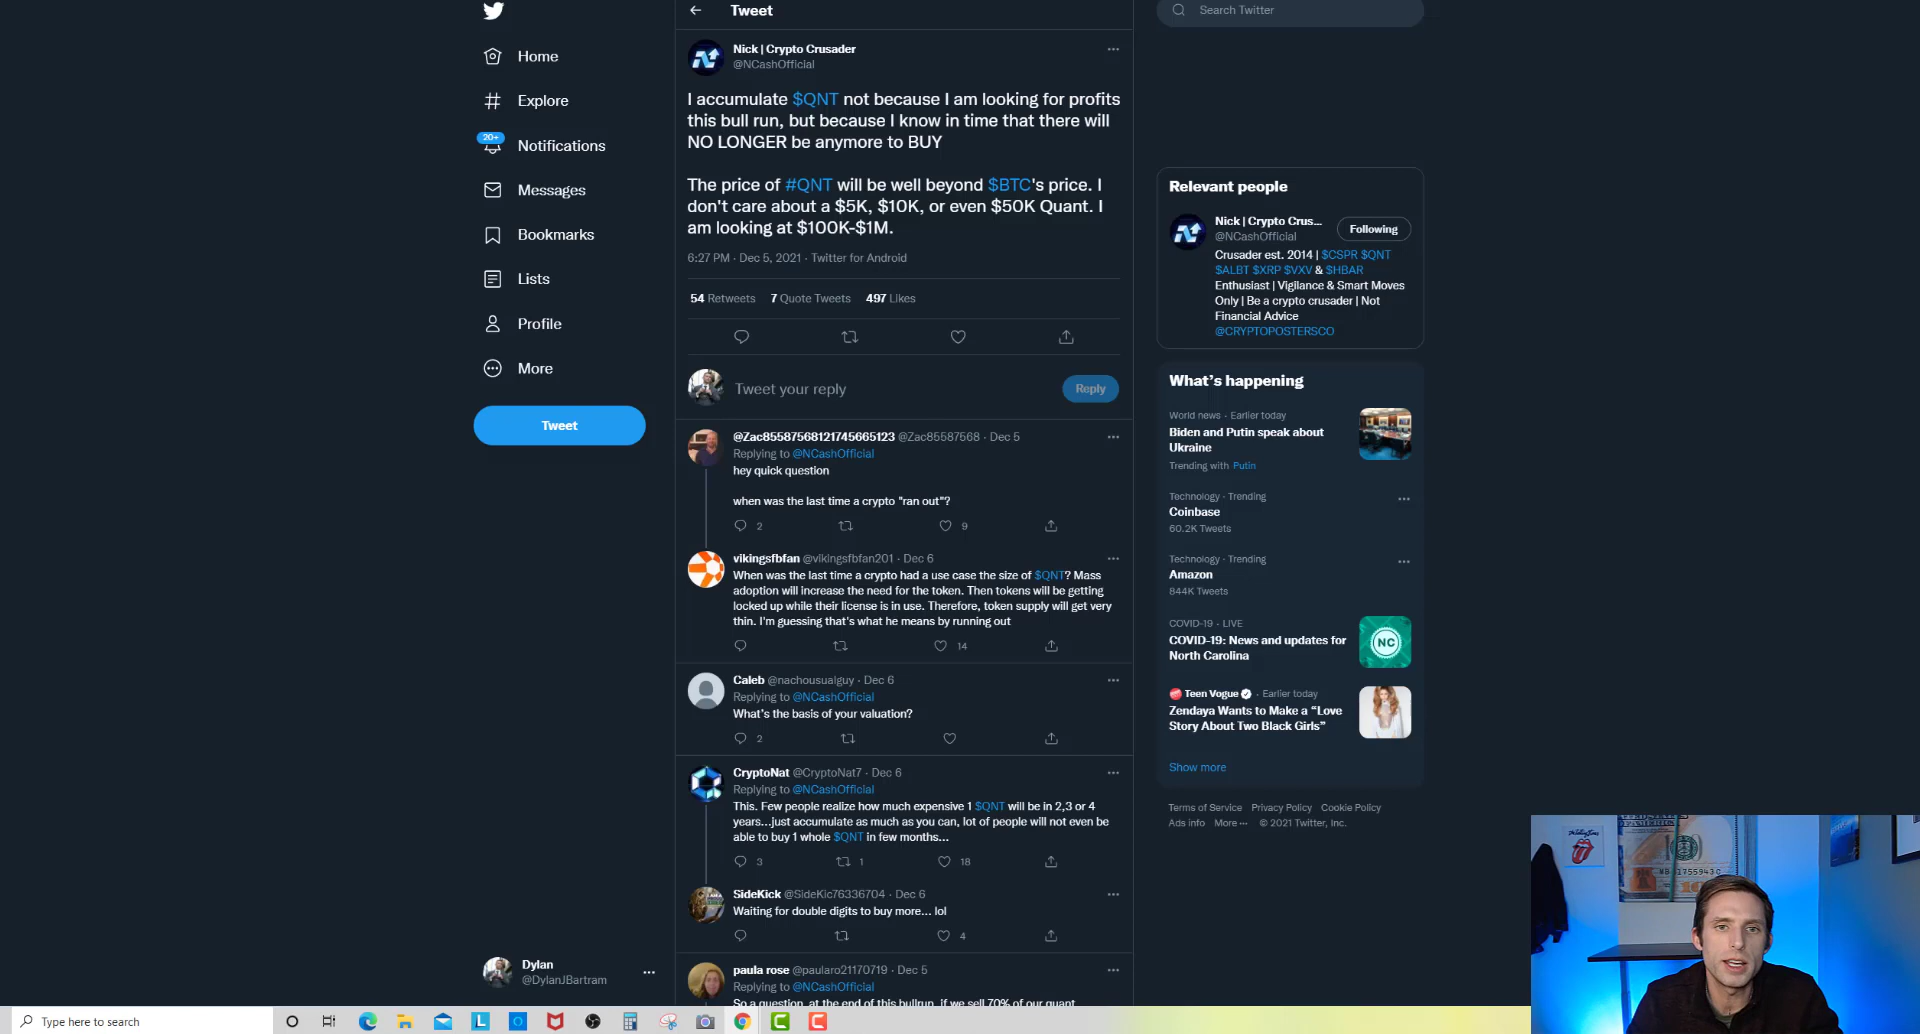 Home
Explore
20+
Notifications
Messages
Bookmarks
Lists
Profile
More
Tweet
Dylan
@DylanJBartram
Tweet
Nick | Crypto Crusader
@NCashOfficial
I accumulate $QNT not because I am looking for profits
this bull run, but because I know in time that there will
NO LONGER be anymore to BUY
The price of #QNT will be well beyond $BTC's price. I
don't care about a $5K, $10K, or even $50K Quant. I
am looking at $100K-$1M.
6:27 PM · Dec 5, 2021 · Twitter for Android
54 Retweets 7 Quote Tweets 497 Likes
Tweet your reply
Reply
@Zac85587568121745665123 @Zac85587568 · Dec 5
Replying to @NCashOfficial
hey quick question
when was the last time a crypto "ran out"?
2 9
vikingsfbfan @vikingsfbfan201 · Dec 6
When was the last time a crypto had a use case the size of $QNT? Mass
adoption will increase the need for the token. Then tokens will be getting
locked up while their license is in use. Therefore, token supply will get very
thin. I'm guessing that's what he means by running out
14
Caleb @nachousualguy · Dec 6
Replying to @NCashOfficial
What's the basis of your valuation?
2
CryptoNat @CryptoNat7 · Dec 6
Replying to @NCashOfficial
This. Few people realize how much expensive 1 $QNT will be in 2,3 or 4
years...just accumulate as much as you can, lot of people will not even be
able to buy 1 whole $QNT in few months...
3 1 18
SideKick @SideKic76336704 · Dec 6
Waiting for double digits to buy more... lol
4
paula rose @paularo21170719 · Dec 5
Replying to @NCashOfficial
So a question, at the end of this bullrun, if we sell 70% of our quant
Search Twitter
Relevant people
Nick | Crypto Crus...
@NCashOfficial
Following
Crusader est. 2014 | $CSPR $QNT
$ALBT $XRP $VXV & $HBAR
Enthusiast | Vigilance & Smart Moves
Only | Be a crypto crusader | Not
Financial Advice
@CRYPTOPOSTERSCO
What's happening
World news · Earlier today
Biden and Putin speak about
Ukraine
Trending with Putin
Technology · Trending
Coinbase
60.2K Tweets
Technology · Trending
Amazon
844K Tweets
COVID-19 · LIVE
COVID-19: News and updates for
North Carolina
NC
Teen Vogue · Earlier today
Zendaya Wants to Make a “Love
Story About Two Black Girls”
Show more
Terms of Service Privacy Policy Cookie Policy
Ads info More ··· © 2021 Twitter, Inc.
Type here to search